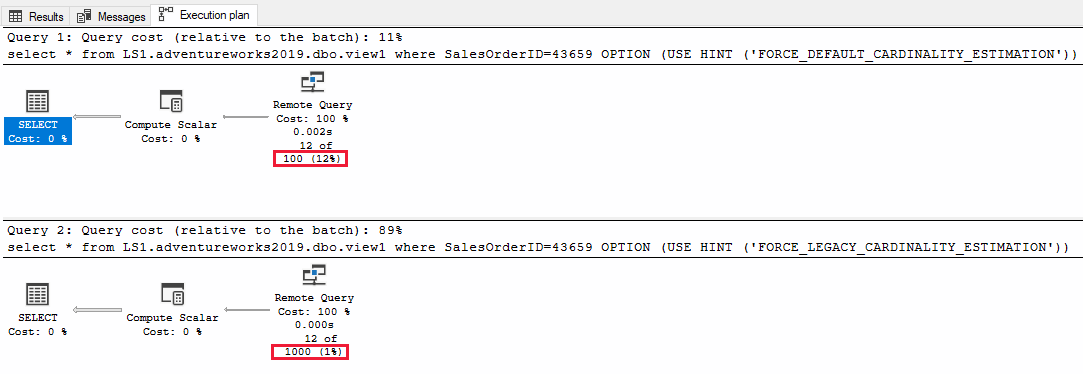 Results Messages Execution plan
Query 1: Query cost (relative to the batch): 11%
select * from LS1.adventureworks2019.dbo.view1 where SalesOrderID=43659 OPTION (USE HINT ('FORCE_DEFAULT_CARDINALITY_ESTIMATION'))
SELECT
Cost: 0 %
Compute Scalar
Cost: 0 %
Remote Query
Cost: 100 %
0.002s
12 of
100 (12%)
Query 2: Query cost (relative to the batch): 89%
select * from LS1.adventureworks2019.dbo.view1 where SalesOrderID=43659 OPTION (USE HINT ('FORCE_LEGACY_CARDINALITY_ESTIMATION'))
SELECT
Cost: 0 %
Compute Scalar
Cost: 0 %
Remote Query
Cost: 100 %
0.000s
12 of
1000 (1%)